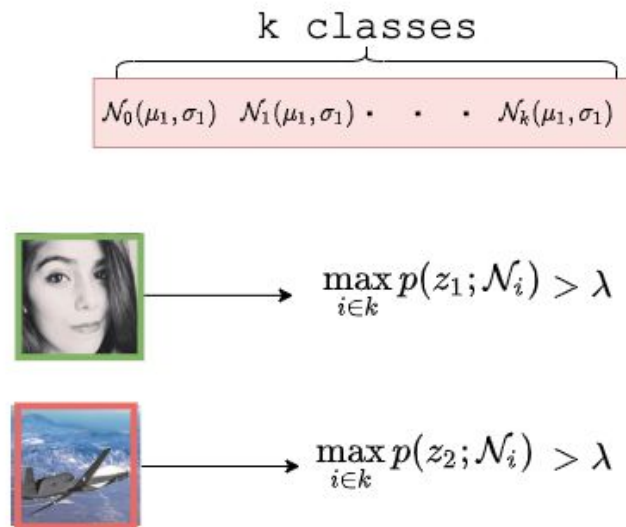 k classes
𝒩₀(μ₁, σ₁) 𝒩₁(μ₁, σ₁) · · · 𝒩ₖ(μ₁, σ₁)
max p(z₁; 𝒩ᵢ) > λ
i∈k
max p(z₂; 𝒩ᵢ) > λ
i∈k